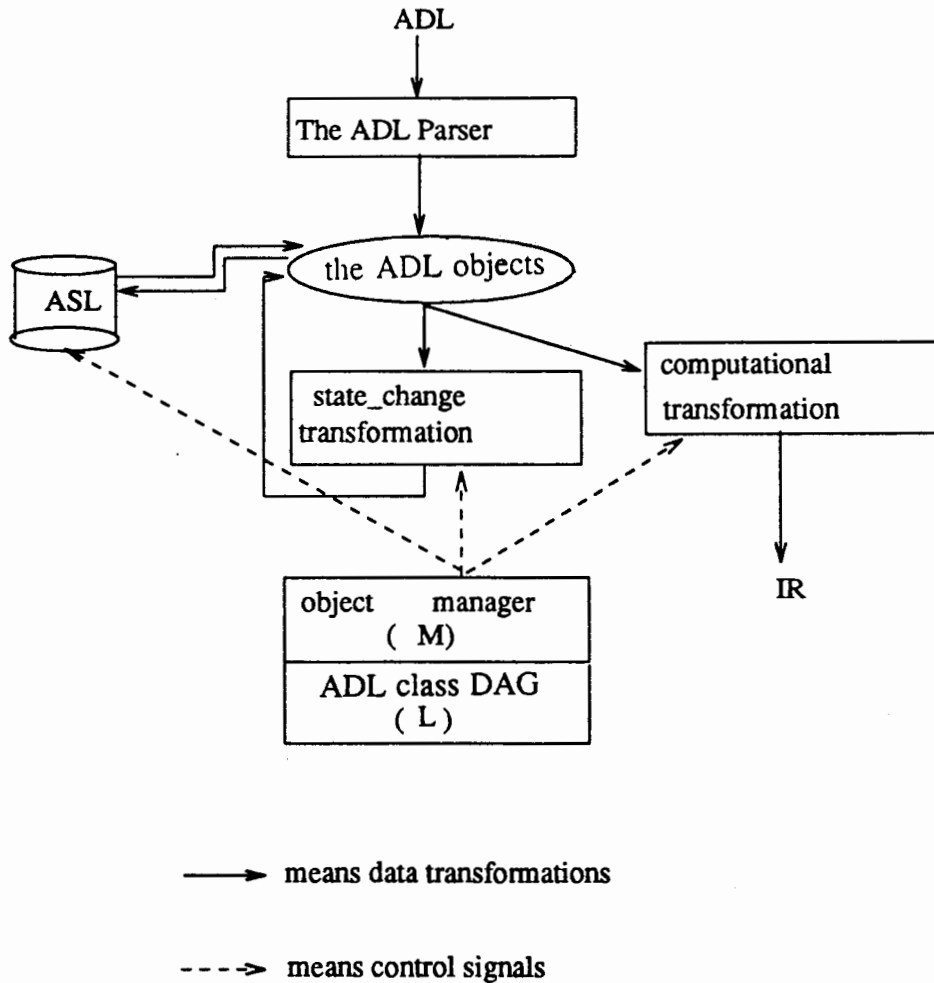 ADL
The ADL Parser
the ADL objects
ASL
state_change
transformation
computational
transformation
IR
object manager
( M)
ADL class DAG
( L )
means data transformations
means control signals